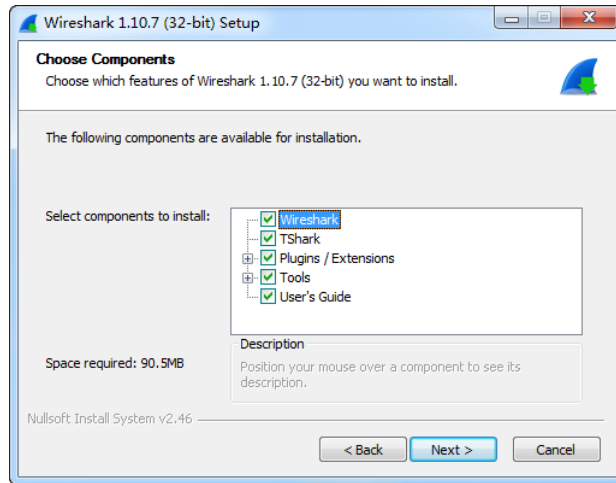 Wireshark 1.10.7 (32-bit) Setup
Choose Components
Choose which features of Wireshark 1.10.7 (32-bit) you want to install.
The following components are available for installation.
Select components to install:
Wireshark
TShark
Plugins / Extensions
Tools
User's Guide
Space required: 90.5MB
Description
Position your mouse over a component to see its
description.
Nullsoft Install System v2.46
< Back
Next >
Cancel